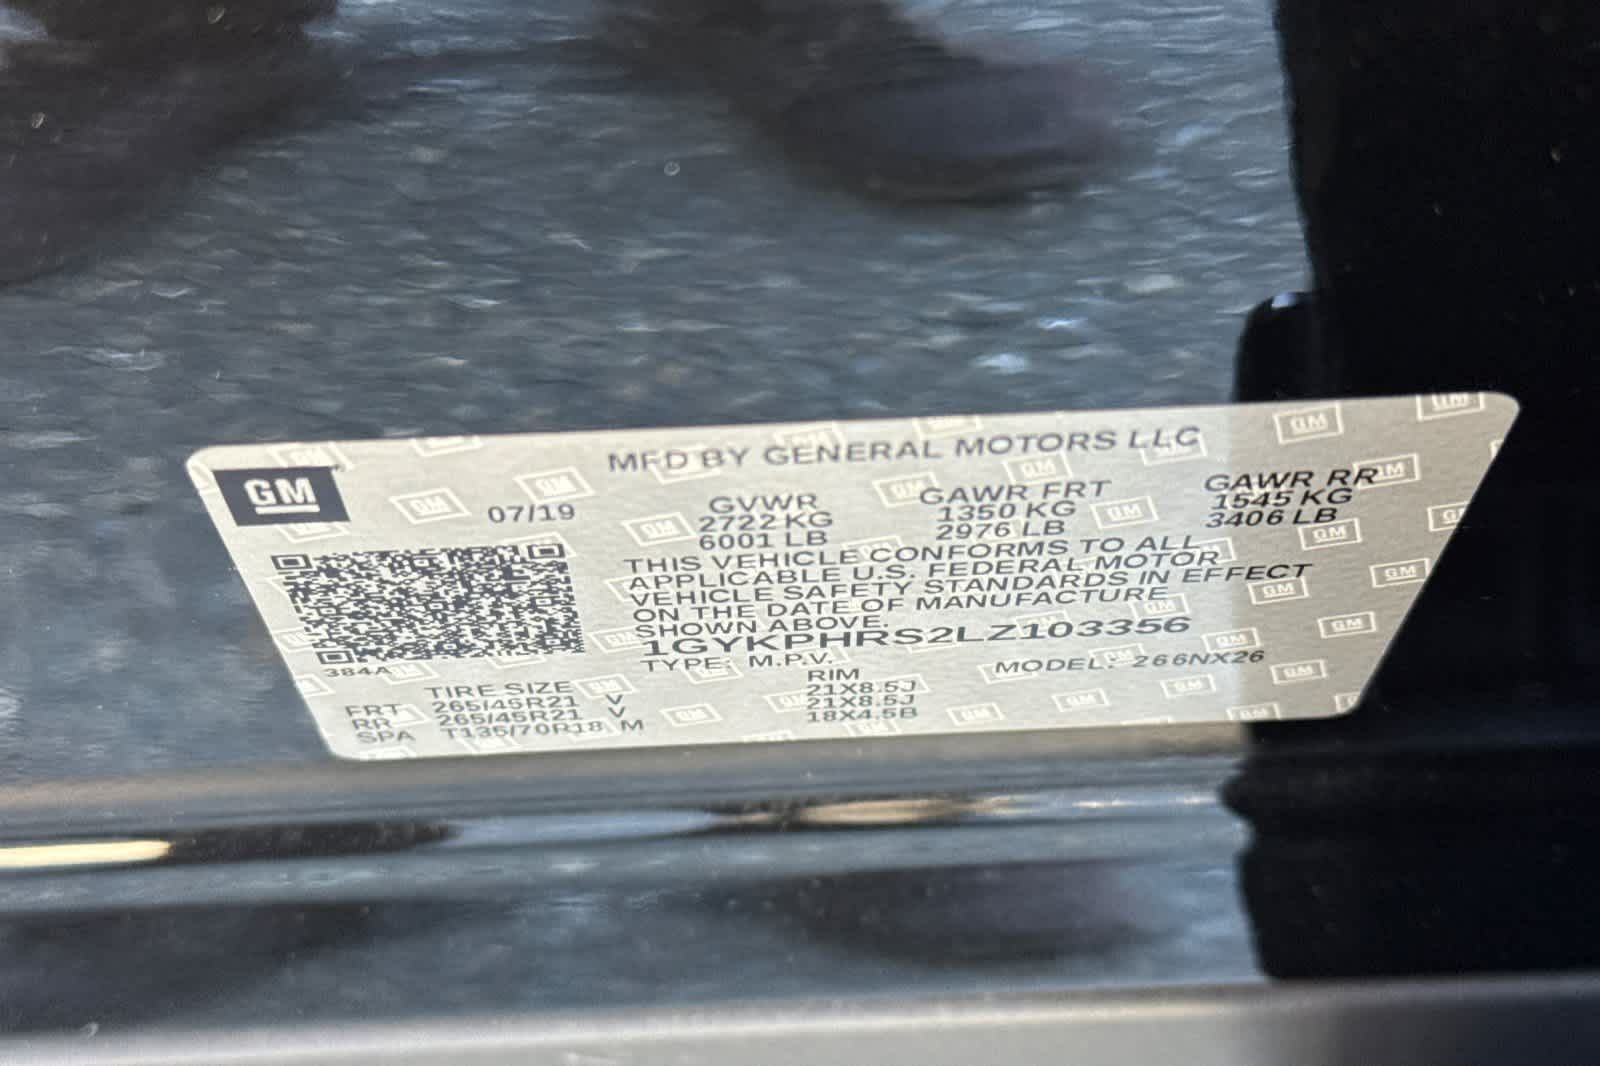 MFD BY GENERAL MOTORS LLC
GM
07/19
GVWR GAWR FRT GAWR RR
2722 KG 1350 KG 1545 KG
6001 LB 2976 LB 3406 LB
THIS VEHICLE CONFORMS TO ALL
APPLICABLE U.S. FEDERAL MOTOR
VEHICLE SAFETY STANDARDS IN EFFECT
ON THE DATE OF MANUFACTURE
SHOWN ABOVE.
1GYKPHRS2LZ103356
384A
TYPE: M.P.V. MODEL: 266NX26
TIRE SIZE RIM
FRT 265/45R21 V 21X8.5J
RR 265/45R21 V 21X8.5J
SPA T135/70R18 M 18X4.5B